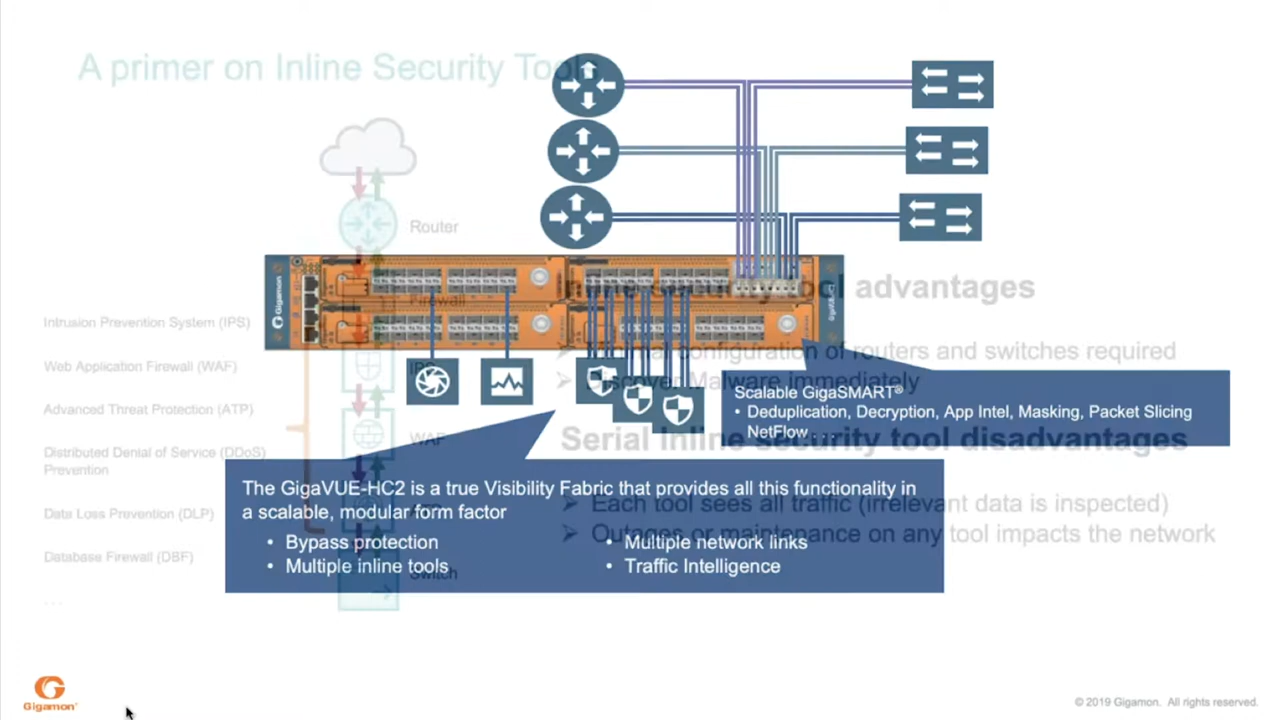 A primer on Inline Security Tools
Router
Firewall
Intrusion Prevention System (IPS)
Web Application Firewall (WAF)
Advanced Threat Protection (ATP)
Distributed Denial of Service (DDoS)
Prevention
Data Loss Prevention (DLP)
Database Firewall (DBF)
. . .
IPS
WAF
Switch
Gigamon
security tool advantages
configuration of routers and switches required
Discover Malware immediately
Serial inline security tool disadvantages
Each tool sees all traffic (irrelevant data is inspected)
Outages or maintenance on any tool impacts the network
Scalable GigaSMART®
• Deduplication, Decryption, App Intel, Masking, Packet Slicing
NetFlow . . .
The GigaVUE-HC2 is a true Visibility Fabric that provides all this functionality in
a scalable, modular form factor
• Bypass protection
• Multiple inline tools
• Multiple network links
• Traffic Intelligence
Gigamon®
© 2019 Gigamon. All rights reserved.